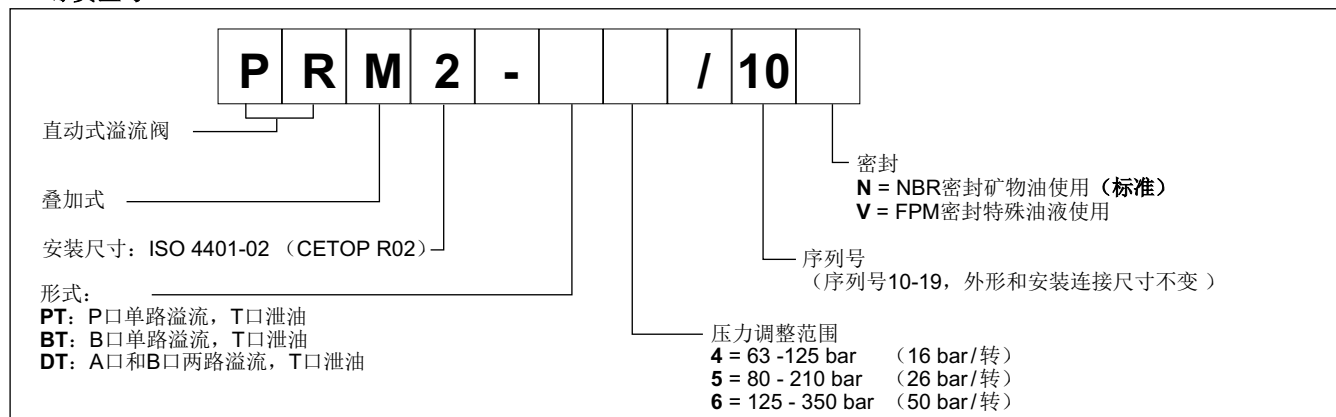 P R M 2 - / 10
直动式溢流阀
叠加式
安装尺寸：ISO 4401-02 （CETOP R02）
形式：
PT：P口单路溢流，T口泄油
BT：B口单路溢流，T口泄油
DT：A口和B口两路溢流，T口泄油
密封
N = NBR密封矿物油使用（标准）
V = FPM密封特殊油液使用
序列号
（序列号10-19，外形和安装连接尺寸不变 ）
压力调整范围
4 = 63 -125 bar （16 bar/转）
5 = 80 - 210 bar （26 bar/转）
6 = 125 - 350 bar （50 bar/转）